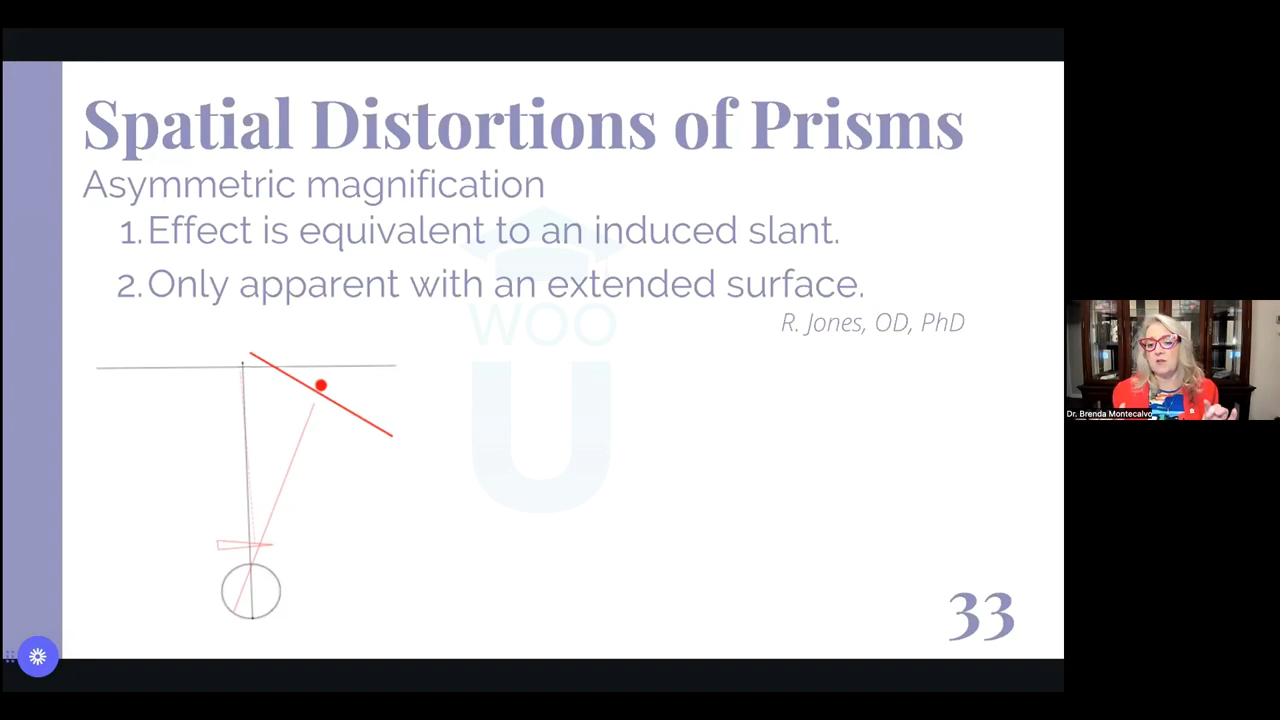 Spatial Distortions of Prisms
Asymmetric magnification
1. Effect is equivalent to an induced slant.
2. Only apparent with an extended surface.
R. Jones, OD, PhD
WOO
U
33
Dr. Brenda Montecalvo